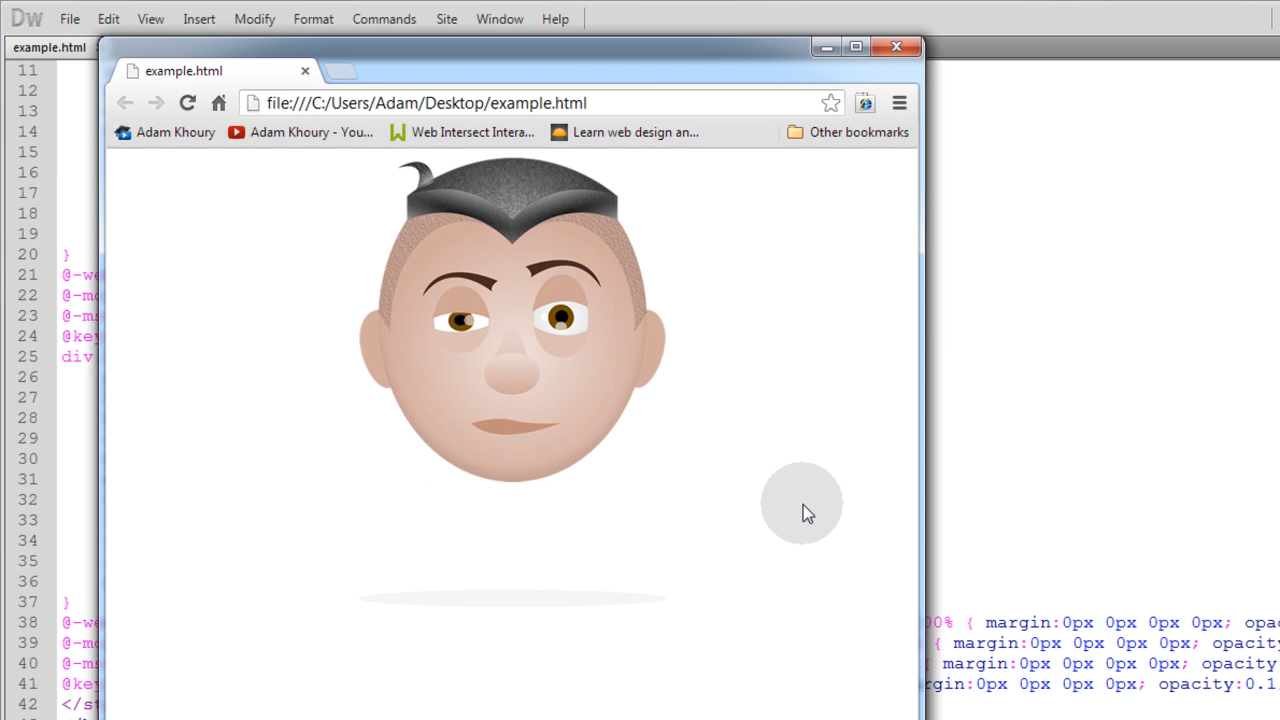 Dw File Edit View Insert Modify Format Commands Site Window Help
example.html
example.html
file:///C:/Users/Adam/Desktop/example.html
Adam Khoury Adam Khoury - You... Web Intersect Intera... Learn web design an... Other bookmarks
11
12
13
14
15
16
17
18
19
20 }
21 @-we
22 @-mo
23 @-ms
24 @key
25 div
26
27
28
29
30
31
32
33
34
35
36
37 }
38 @-we 00% { margin:0px 0px 0px 0px; opac
39 @-mo { margin:0px 0px 0px 0px; opacity
40 @-ms { margin:0px 0px 0px 0px; opacity
41 @key rgin:0px 0px 0px 0px; opacity:0.1
42 </st